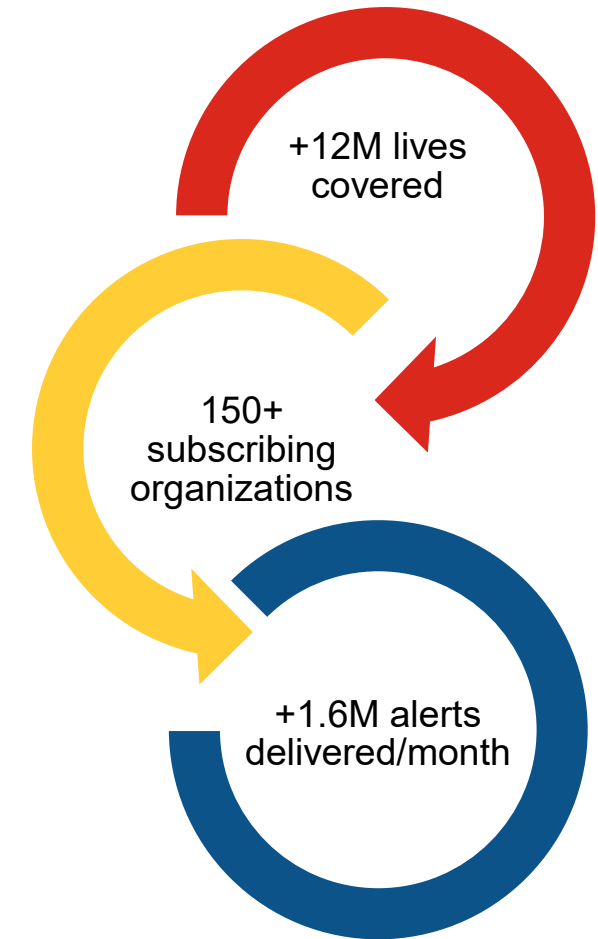 +12M lives
covered
150+
subscribing
organizations
+1.6M alerts
delivered/month